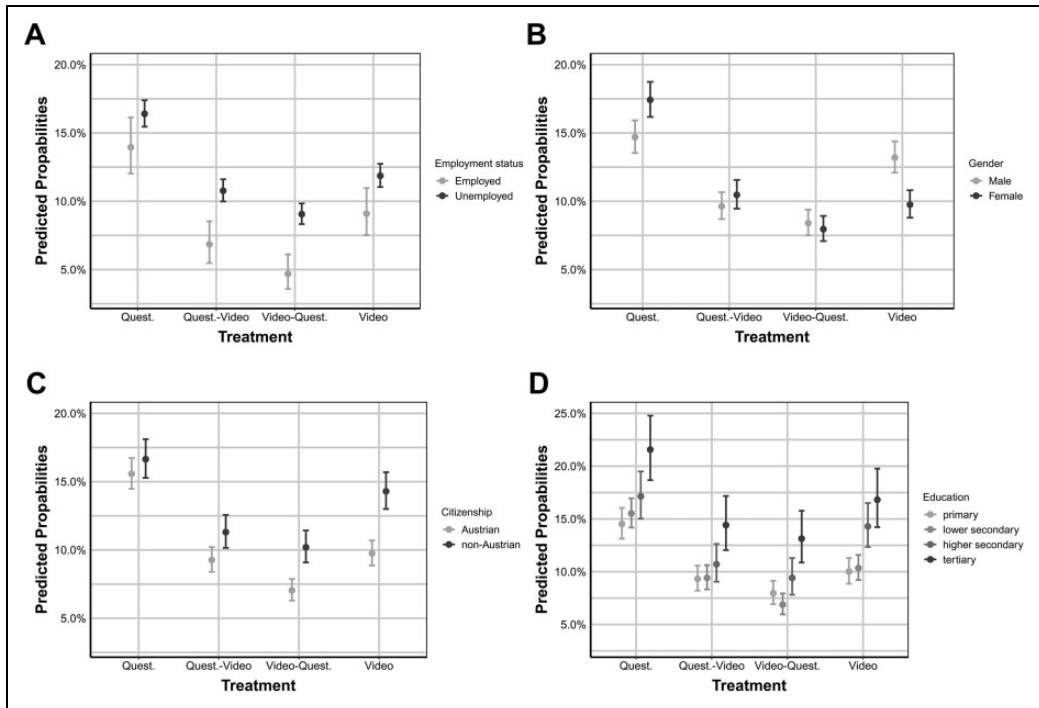 A
20.0%
15.0%
10.0%
5.0%
Predicted Propabilities
Quest.
Quest.-Video
Video-Quest.
Video
Treatment
Employment status
Employed
Unemployed
B
20.0%
15.0%
10.0%
5.0%
Predicted Propabilities
Quest.
Quest.-Video
Video-Quest.
Video
Treatment
Gender
Male
Female
C
20.0%
15.0%
10.0%
5.0%
Predicted Propabilities
Quest.
Quest.-Video
Video-Quest.
Video
Treatment
Citizenship
Austrian
non-Austrian
D
25.0%
20.0%
15.0%
10.0%
5.0%
Predicted Propabilities
Quest.
Quest.-Video
Video-Quest.
Video
Treatment
Education
primary
lower secondary
higher secondary
tertiary